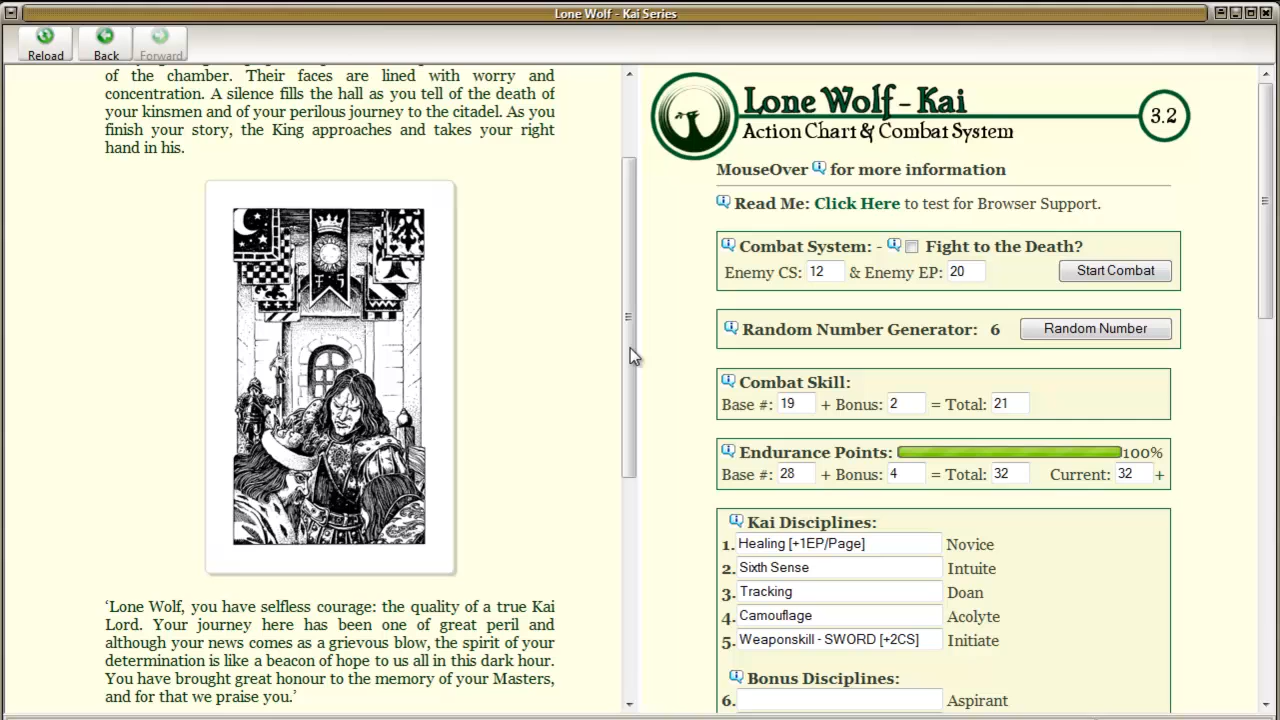 Lone Wolf - Kai Series
Reload Back Forward
of the chamber. Their faces are lined with worry and
concentration. A silence fills the hall as you tell of the death of
your kinsmen and of your perilous journey to the citadel. As you
finish your story, the King approaches and takes your right
hand in his.
‘Lone Wolf, you have selfless courage: the quality of a true Kai
Lord. Your journey here has been one of great peril and
although your news comes as a grievous blow, the spirit of your
determination is like a beacon of hope to us all in this dark hour.
You have brought great honour to the memory of your Masters,
and for that we praise you.’
Lone Wolf - Kai
Action Chart & Combat System
3.2
MouseOver for more information
Read Me: Click Here to test for Browser Support.
Combat System: - Fight to the Death?
Enemy CS: 12 & Enemy EP: 20 Start Combat
Random Number Generator: 6 Random Number
Combat Skill:
Base #: 19 + Bonus: 2 = Total: 21
Endurance Points: 100%
Base #: 28 + Bonus: 4 = Total: 32 Current: 32 +
Kai Disciplines:
1. Healing [+1EP/Page] Novice
2. Sixth Sense Intuite
3. Tracking Doan
4. Camouflage Acolyte
5. Weaponskill - SWORD [+2CS] Initiate
Bonus Disciplines:
6. Aspirant